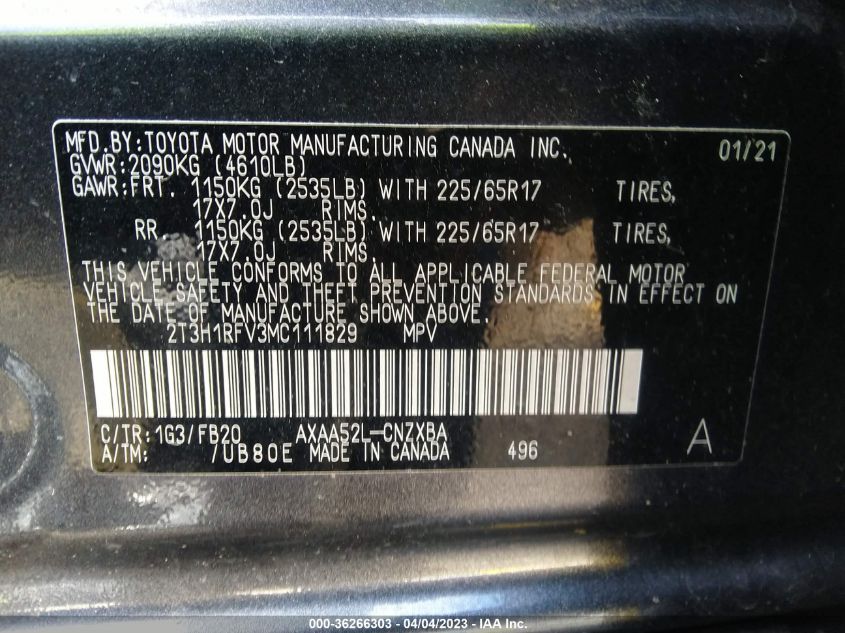 MFD.BY:TOYOTA MOTOR MANUFACTURING CANADA INC. 01/21
GVWR:2090KG (4610LB)
GAWR:FRT. 1150KG (2535LB) WITH 225/65R17 TIRES,
17X7.0J RIMS.
RR. 1150KG (2535LB) WITH 225/65R17 TIRES,
17X7.0J RIMS.
THIS VEHICLE CONFORMS TO ALL APPLICABLE FEDERAL MOTOR
VEHICLE SAFETY AND THEFT PREVENTION STANDARDS IN EFFECT ON
THE DATE OF MANUFACTURE SHOWN ABOVE.
2T3H1RFV3MC111829 MPV
C/TR:1G3/FB20 AXAA52L-CNZXBA
A/TM: /UB80E MADE IN CANADA 496 A
000-36266303 - 04/04/2023 - IAA Inc.